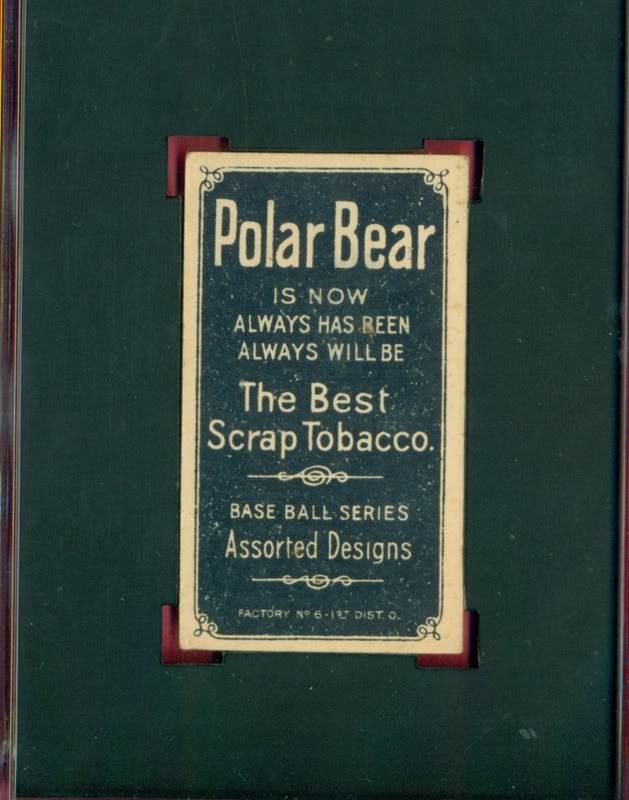 Polar Bear
IS NOW
ALWAYS HAS BEEN
ALWAYS WILL BE
The Best
Scrap Tobacco.
BASE BALL SERIES
Assorted Designs
FACTORY Nº 6 - 1ST DIST. O.